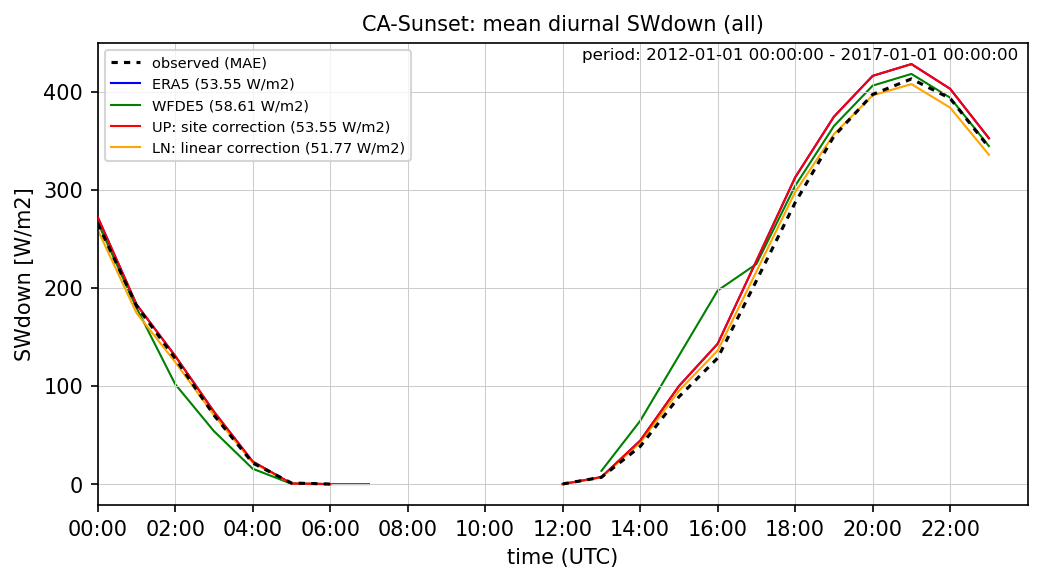 CA-Sunset: mean diurnal SWdown (all)
period: 2012-01-01 00:00:00 - 2017-01-01 00:00:00
observed (MAE)
ERA5 (53.55 W/m2)
WFDE5 (58.61 W/m2)
UP: site correction (53.55 W/m2)
LN: linear correction (51.77 W/m2)
SWdown [W/m2]
400
300
200
100
0
00:00 02:00 04:00 06:00 08:00 10:00 12:00 14:00 16:00 18:00 20:00 22:00
time (UTC)